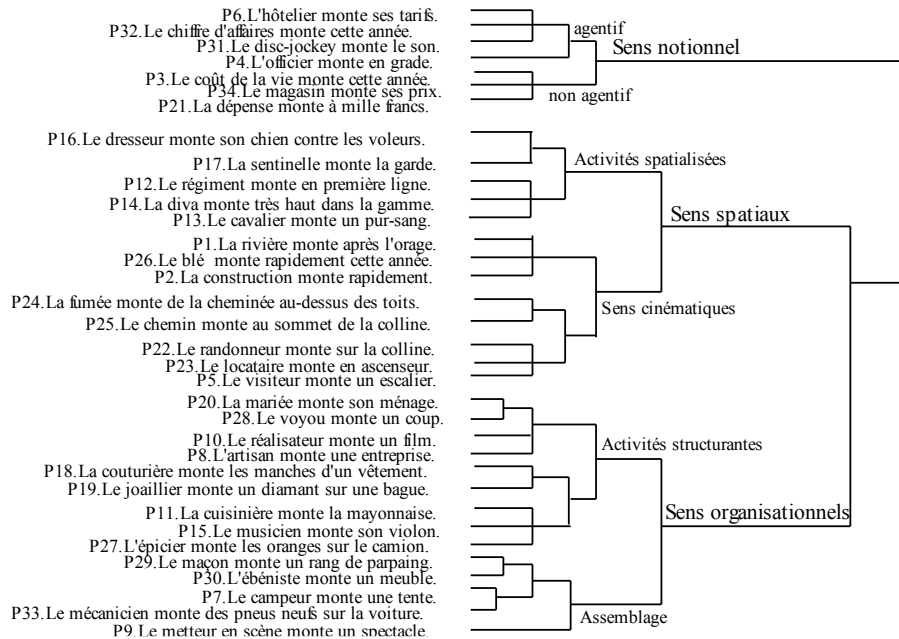 P6.L'hôtelier monte ses tarifs.
P32.Le chiffre d'affaires monte cette année.
agentif
P31.Le disc-jockey monte le son.
Sens notionnel
P4.L'officier monte en grade.
P3.Le coût de la vie monte cette année.
P34.Le magasin monte ses prix.
non agentif
P21.La dépense monte à mille francs.
P16.Le dresseur monte son chien contre les voleurs.
Activités spatialisées
P17.La sentinelle monte la garde.
P12.Le régiment monte en première ligne.
P14.La diva monte très haut dans la gamme.
Sens spatiaux
P13.Le cavalier monte un pur-sang.
P1.La rivière monte après l'orage.
P26.Le blé monte rapidement cette année.
P2.La construction monte rapidement.
P24.La fumée monte de la cheminée au-dessus des toits.
Sens cinématiques
P25.Le chemin monte au sommet de la colline.
P22.Le randonneur monte sur la colline.
P23.Le locataire monte en ascenseur.
P5.Le visiteur monte un escalier.
P20.La mariée monte son ménage.
P28.Le voyou monte un coup.
P10.Le réalisateur monte un film.
Activités structurantes
P8.L'artisan monte une entreprise.
P18.La couturière monte les manches d'un vêtement.
P19.Le joaillier monte un diamant sur une bague.
P11.La cuisinière monte la mayonnaise.
Sens organisationnels
P15.Le musicien monte son violon.
P27.L'épicier monte les oranges sur le camion.
P29.Le maçon monte un rang de parpaing.
P30.L'ébéniste monte un meuble.
P7.Le campeur monte une tente.
P33.Le mécanicien monte des pneus neufs sur la voiture.
Assemblage
P9.Le metteur en scène monte un spectacle.